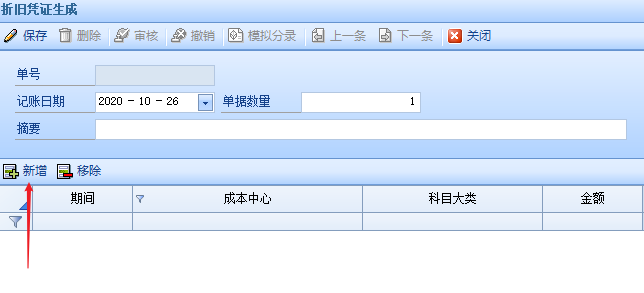 折旧凭证生成
保存 删除 审核 撤销 模拟分录 上一条 下一条 关闭
单号
记账日期 2020 - 10 - 26 单据数量 1
摘要
新增 移除
期间 成本中心 科目大类 金额